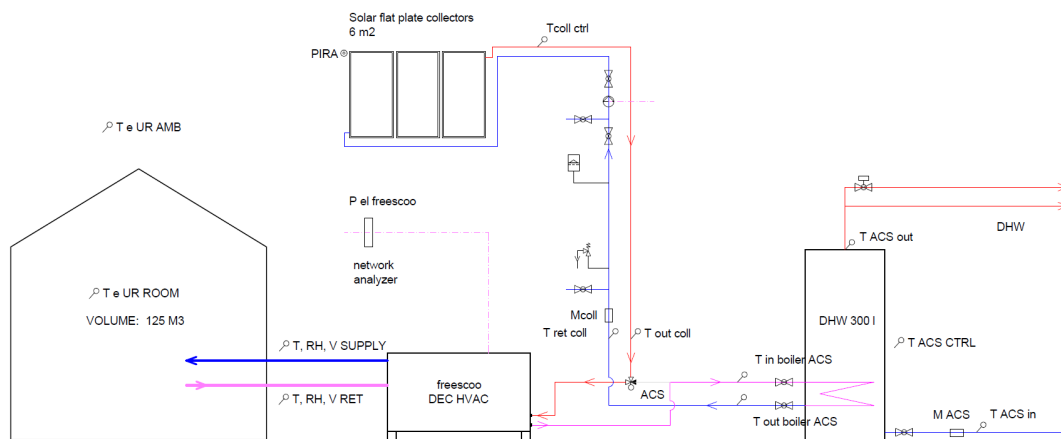 Solar flat plate collectors
6 m2
Tcoll ctrl
PIRA
T e UR AMB
P el freescoo
network
analyzer
DHW
T ACS out
T e UR ROOM
VOLUME: 125 M3
Mcoll
T ret coll
T out coll
DHW 300 l
T, RH, V SUPPLY
T ACS CTRL
T in boiler ACS
freescoo
DEC HVAC
ACS
T, RH, V RET
T out boiler ACS
M ACS
T ACS in